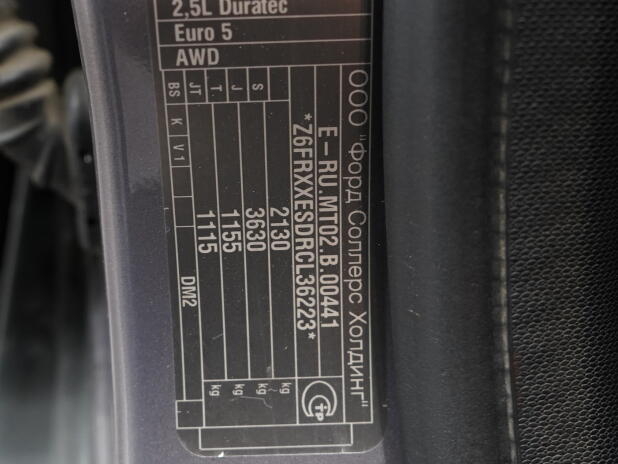 2,5L Duratec
Euro 5
AWD
ООО "Форд Соллерс Холдинг"
E-RU.MT02.B.00441
*Z6FRXXESDRCL36223*
2130 kg
3630 kg
1155 kg
1115 kg
BS JT T J S
K
V1
DM2